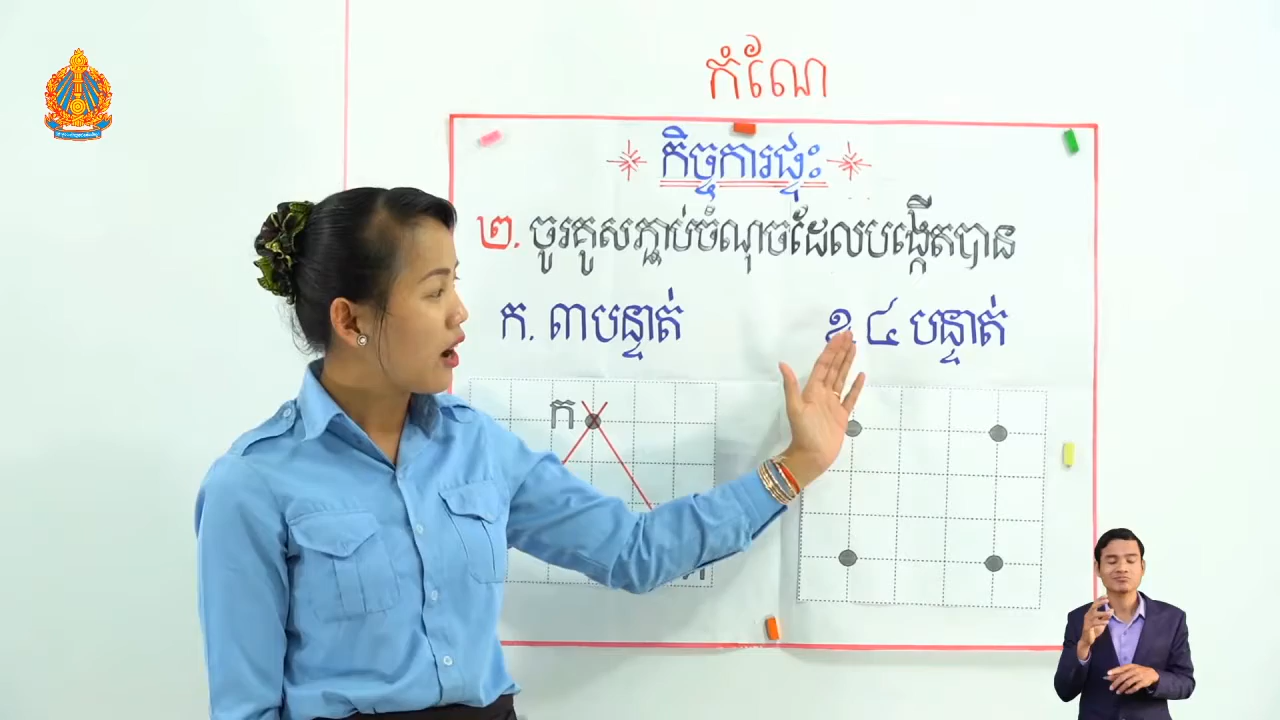 កំណែ
កិច្ចការផ្ទះ
២. ចូរគូសភ្ជាប់ចំណុចដែលបង្កើតបាន
ក. ៣បន្ទាត់
ខ. ៤ បន្ទាត់
ក